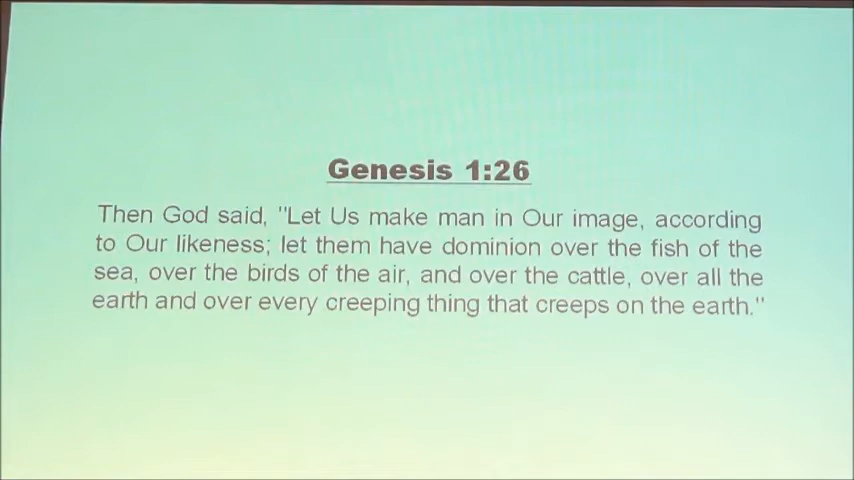 Genesis 1:26
Then God said, "Let Us make man in Our image, according
to Our likeness; let them have dominion over the fish of the
sea, over the birds of the air, and over the cattle, over all the
earth and over every creeping thing that creeps on the earth."